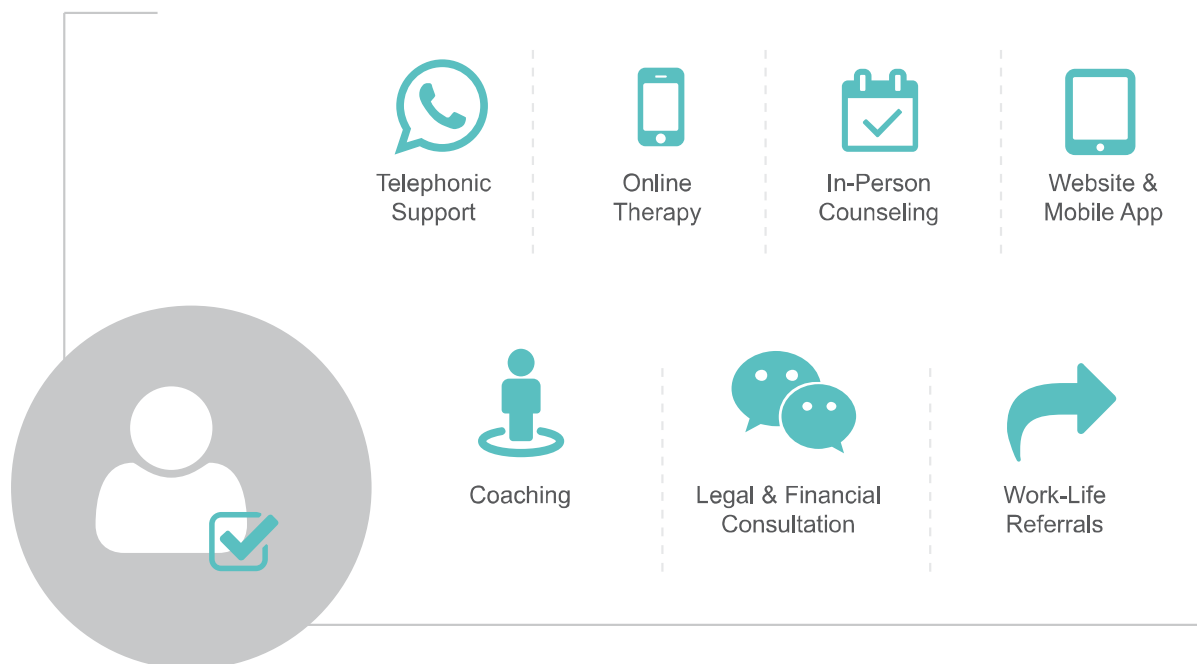 Telephonic
Support
Online
Therapy
In-Person
Counseling
Website &
Mobile App
Coaching
Legal & Financial
Consultation
Work-Life
Referrals